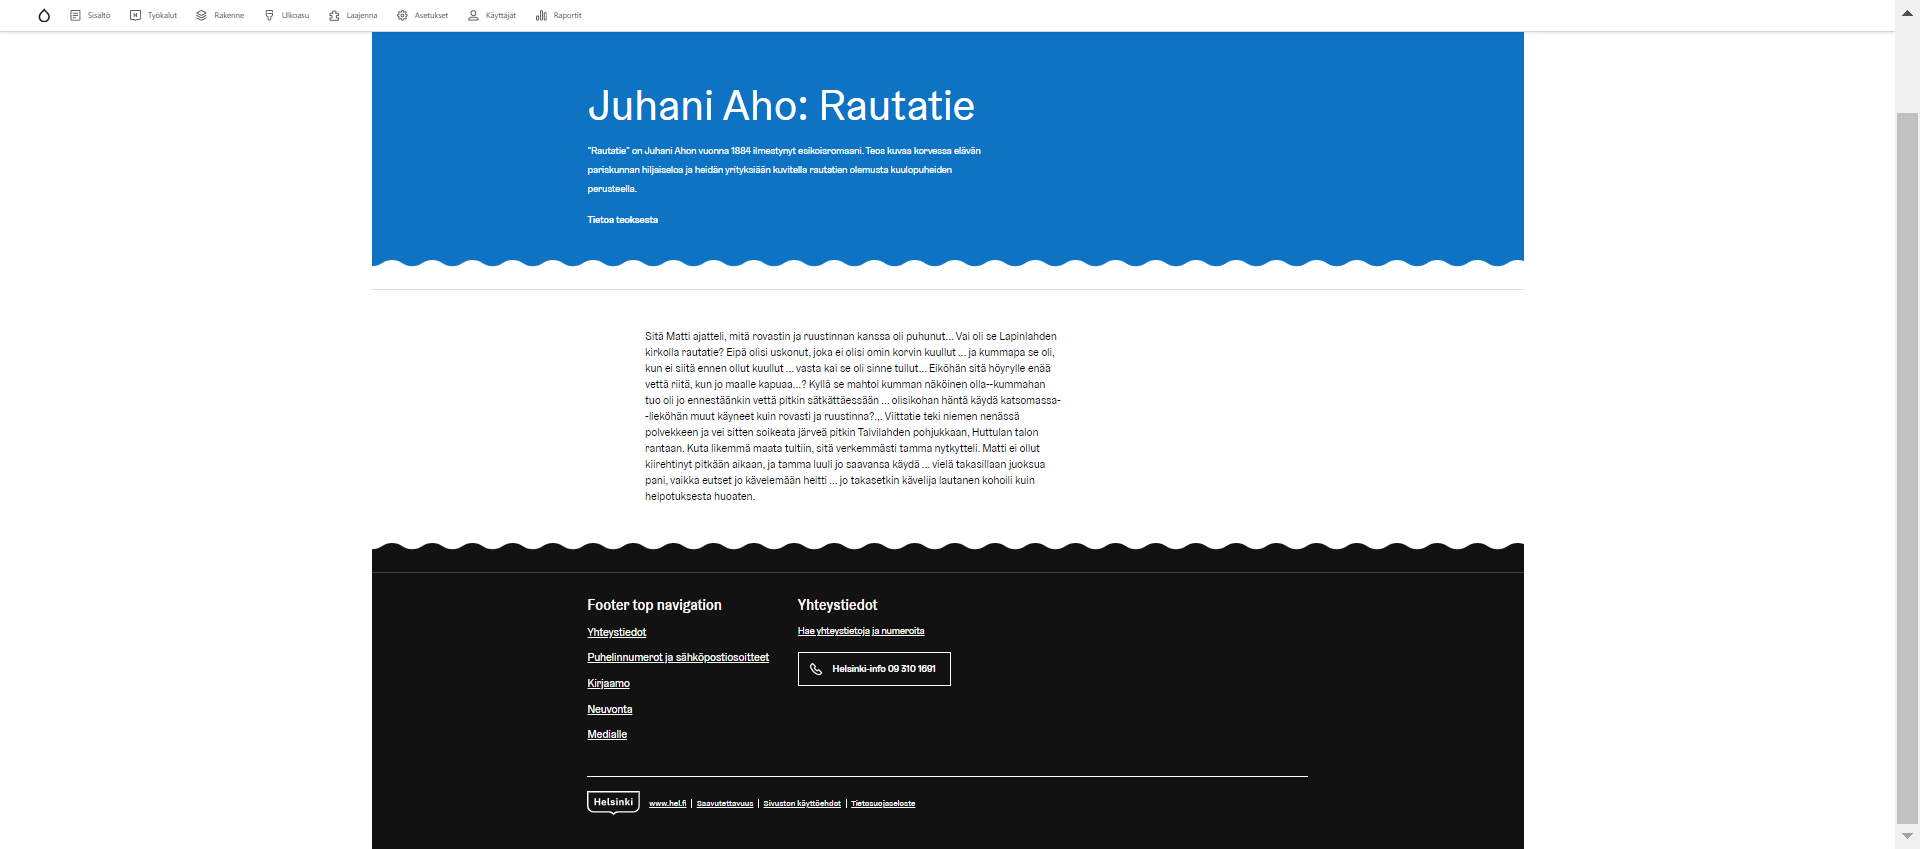 Sisältö Työkalut Rakenne Ulkoasu Laajenna Asetukset Käyttäjät Raportit
Juhani Aho: Rautatie
"Rautatie" on Juhani Ahon vuonna 1884 ilmestynyt esikoisromaani. Teos kuvaa korvessa elävän
pariskunnan hiljaiseloa ja heidän yrityksiään kuvitella rautatien olemusta kuulopuheiden
perusteella.
Tietoa teoksesta
Sitä Matti ajatteli, mitä rovastin ja ruustinnan kanssa oli puhunut... Vai oli se Lapinlahden
kirkolla rautatie? Eipä olisi uskonut, joka ei olisi omin korvin kuullut ... ja kummapa se oli,
kun ei siitä ennen ollut kuullut ... vasta kai se oli sinne tullut... Eiköhän sitä höyrylle enää
vettä riitä, kun jo maalle kapuaa...? Kyllä se mahtoi kumman näköinen olla--kummahan
tuo oli jo ennestäänkin vettä pitkin sätkättäessään ... olisikohan häntä käydä katsomassa-
-lieköhän muut käyneet kuin rovasti ja ruustinna?.,. Viittatie teki niemen nenässä
polvekkeen ja vei sitten soikeata järveä pitkin Talvilahden pohjukkaan, Huttulan talon
rantaan. Kuta likemmä maata tultiin, sitä verkemmästi tamma nytkytteli. Matti ei ollut
kiirehtinyt pitkään aikaan, ja tamma luuli jo saavansa käydä ... vielä takasillaan juoksua
pani, vaikka eutset jo kävelemään heitti ... jo takasetkin kävelijä lautanen kohoili kuin
helpotuksesta huoaten.
Footer top navigation
Yhteystiedot
Puhelinnumerot ja sähköpostiosoitteet
Kirjaamo
Neuvonta
Medialle
Yhteystiedot
Hae yhteystietoja ja numeroita
Helsinki-info 09 310 1691
Helsinki www.hel.fi | Saavutettavuus | Sivuston käyttöehdot | Tietosuojaseloste